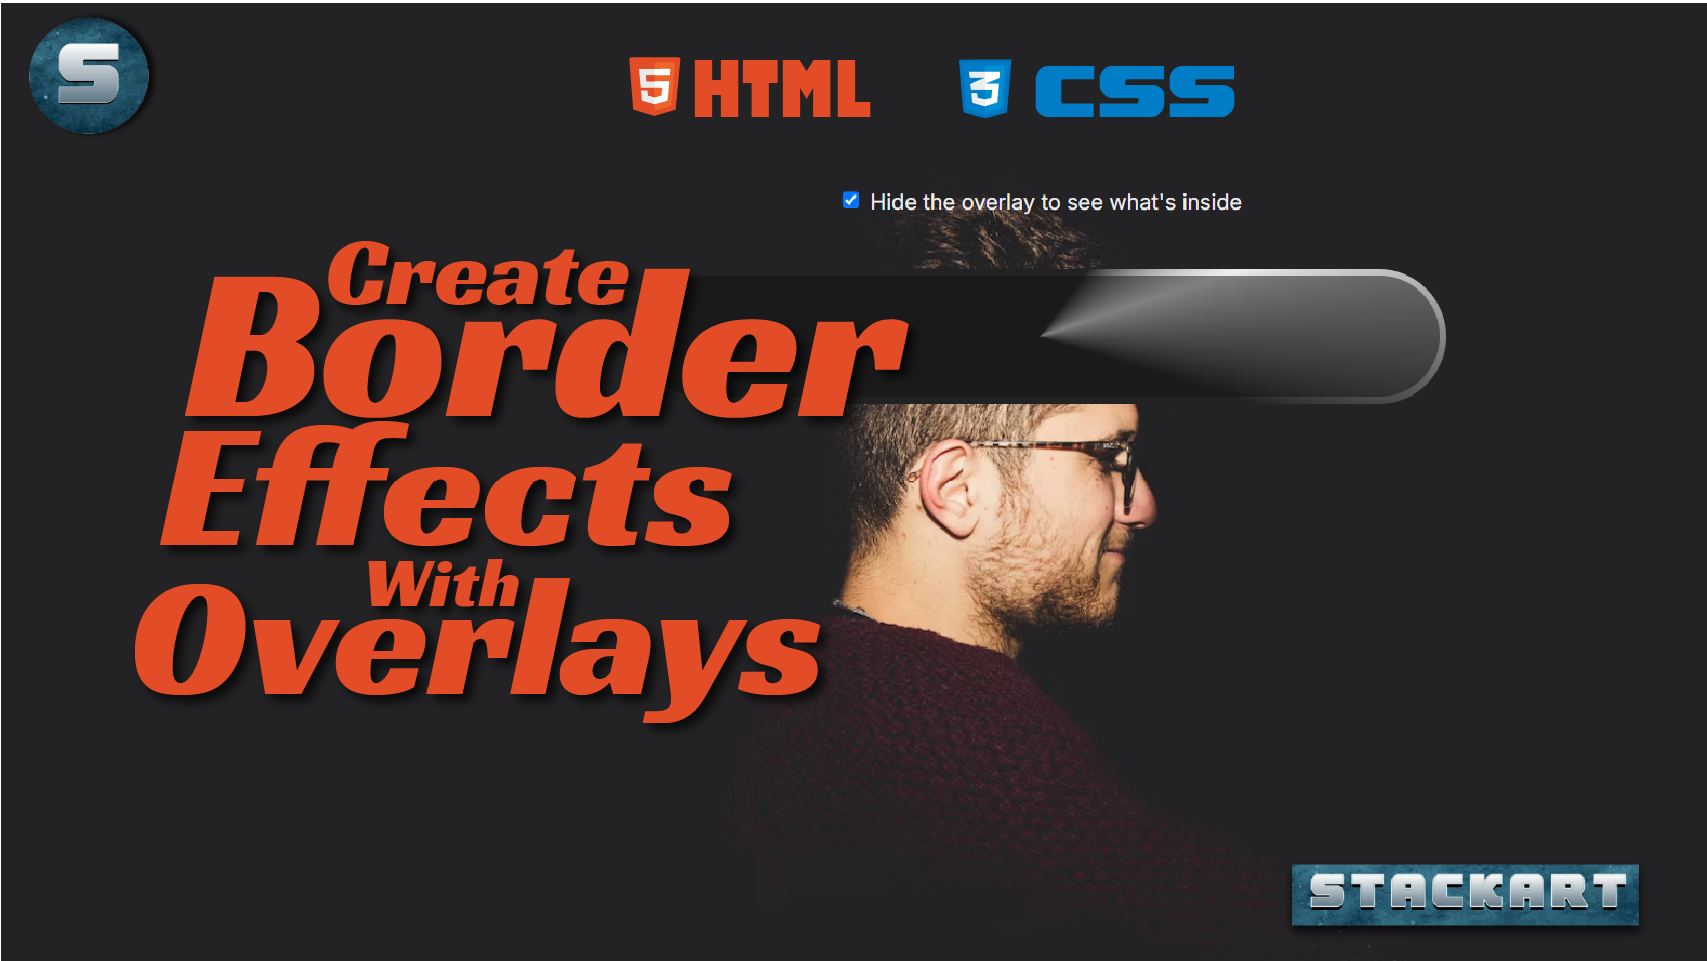 S
5 HTML 3 CSS
Hide the overlay to see what's inside
Create
Border
Effects
With
Overlays
STACKART